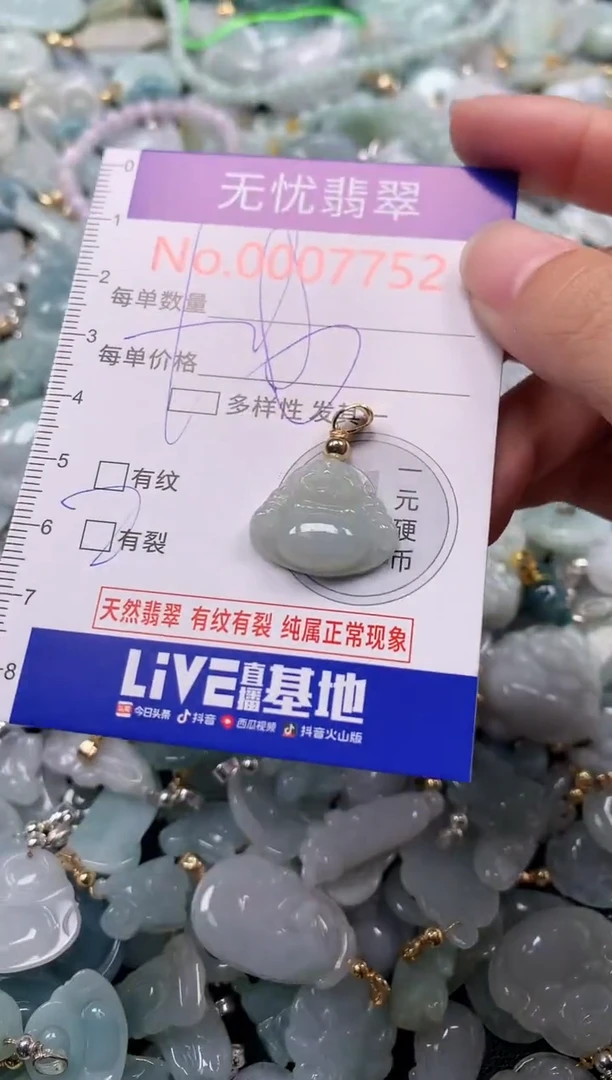 0
无忧翡翠
1
No.0007752
2
每单数量
3
每单价格
4
多样性
一
元
硬
币
5
有纹
6
有裂
7
天然翡翠 有纹有裂 纯属正常现象
8
LiVE直播基地
今日头条 抖音 西瓜视频 抖音火山版